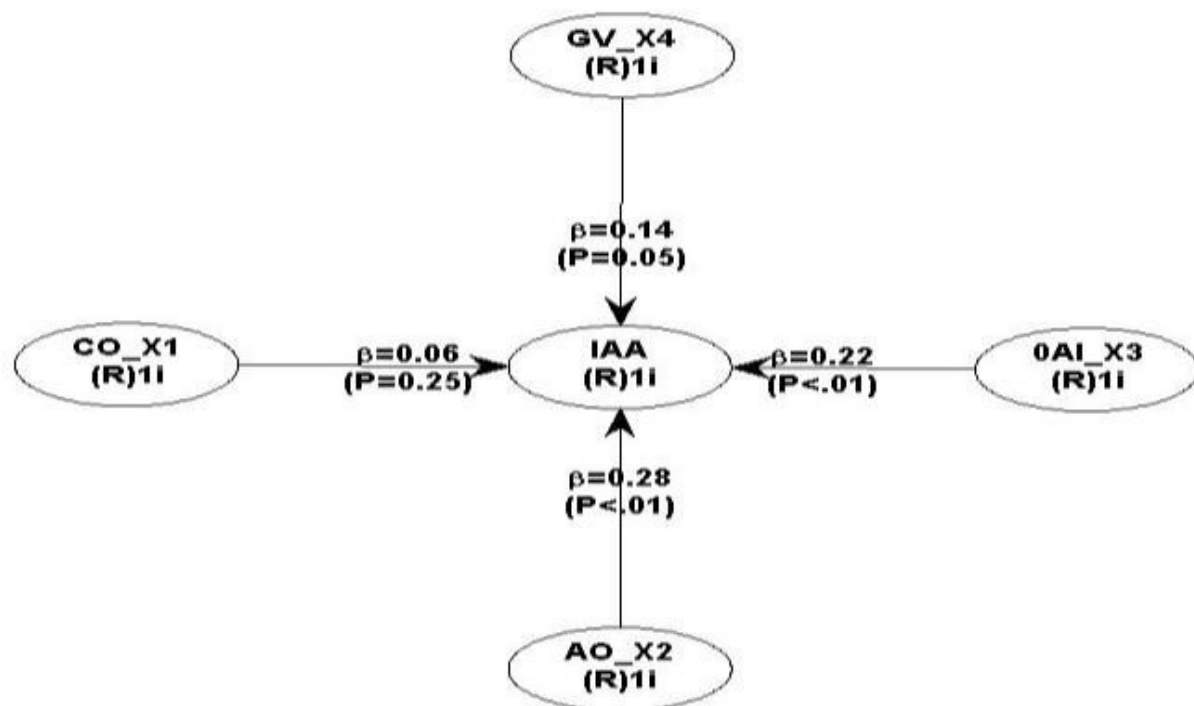 GV_X4
(R)1i
β=0.14
(P=0.05)
CO_X1
(R)1i
β=0.06
(P=0.25)
IAA
(R)1i
β=0.22
(P<.01)
0AI_X3
(R)1i
β=0.28
(P<.01)
AO_X2
(R)1i